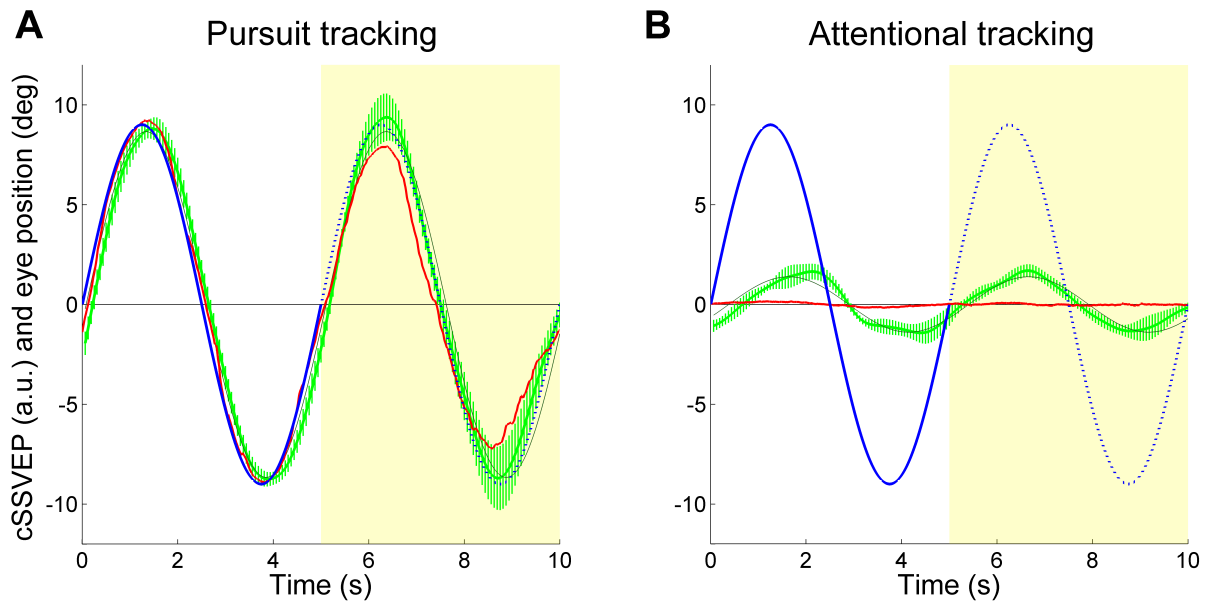 A
Pursuit tracking
cSSVEP (a.u.) and eye position (deg)
10
5
0
-5
-10
0 2 4 6 8 10
Time (s)
B
Attentional tracking
10
5
0
-5
-10
0 2 4 6 8 10
Time (s)